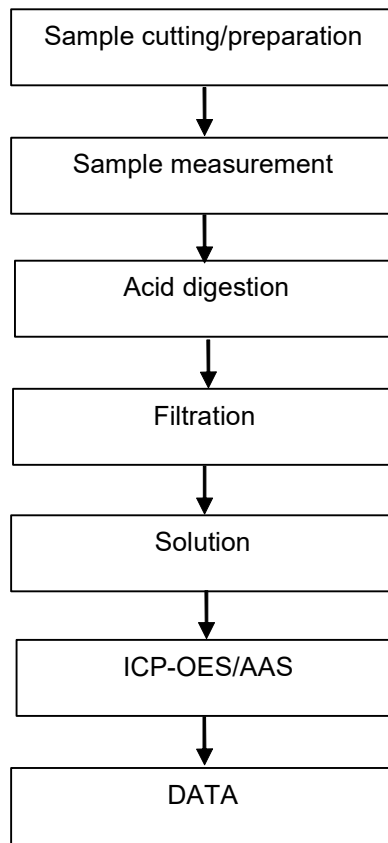 Sample cutting/preparation
Sample measurement
Acid digestion
Filtration
Solution
ICP-OES/AAS
DATA